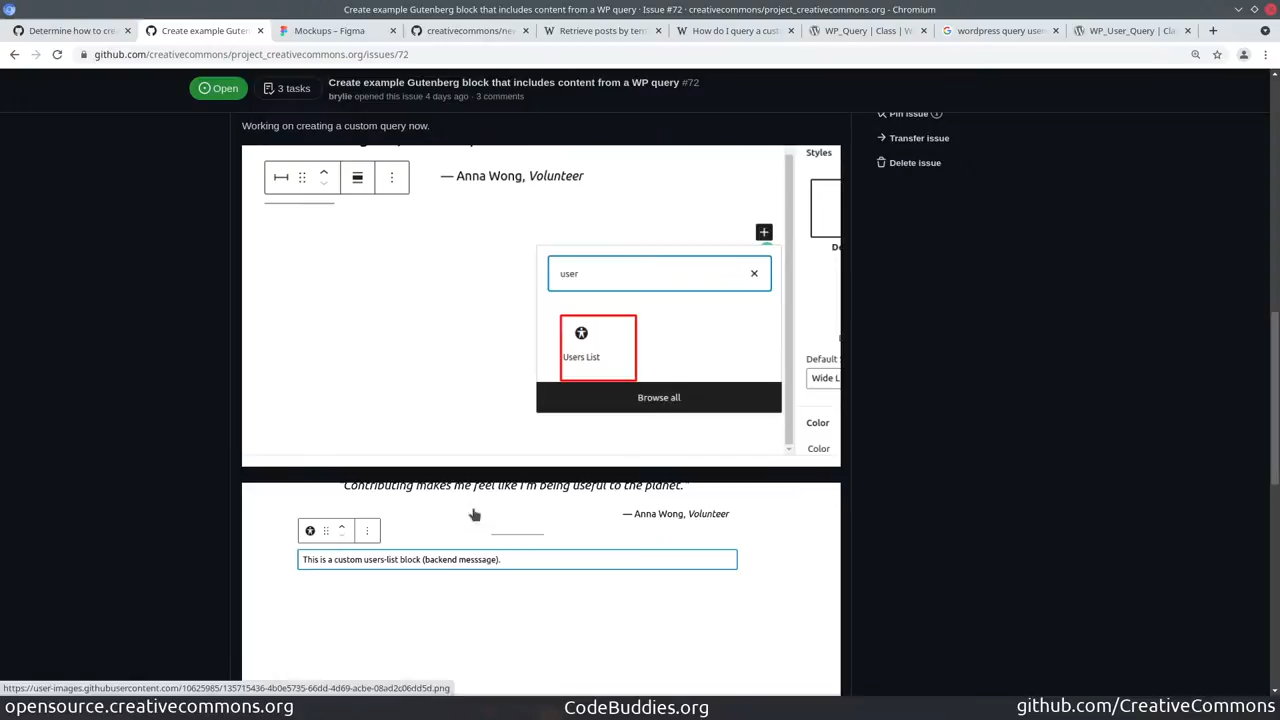 Create example Gutenberg block that includes content from a WP query · Issue #72 · creativecommons/project_creativecommons.org - Chromium
Determine how to cre
Create example Guten
Mockups – Figma
creativecommons/nev
Retrieve posts by terr
How do I query a cust
WP_Query | Class | W
wordpress query user
WP_User_Query | Cla
github.com/creativecommons/project_creativecommons.org/issues/72
Open
3 tasks
Create example Gutenberg block that includes content from a WP query #72
brylie opened this issue 4 days ago · 3 comments
Pin issue
Transfer issue
Delete issue
Working on creating a custom query now.
— Anna Wong, Volunteer
Styles
user
Users List
Browse all
Default
Wide L
Color
Color
"Contributing makes me feel like I'm being useful to the planet."
— Anna Wong, Volunteer
This is a custom users-list block (backend messsage).
https://user-images.githubusercontent.com/10625985/135715436-4b0e5735-66dd-4d69-acbe-08ad2c06dd5d.png
opensource.creativecommons.org
CodeBuddies.org
github.com/CreativeCommons